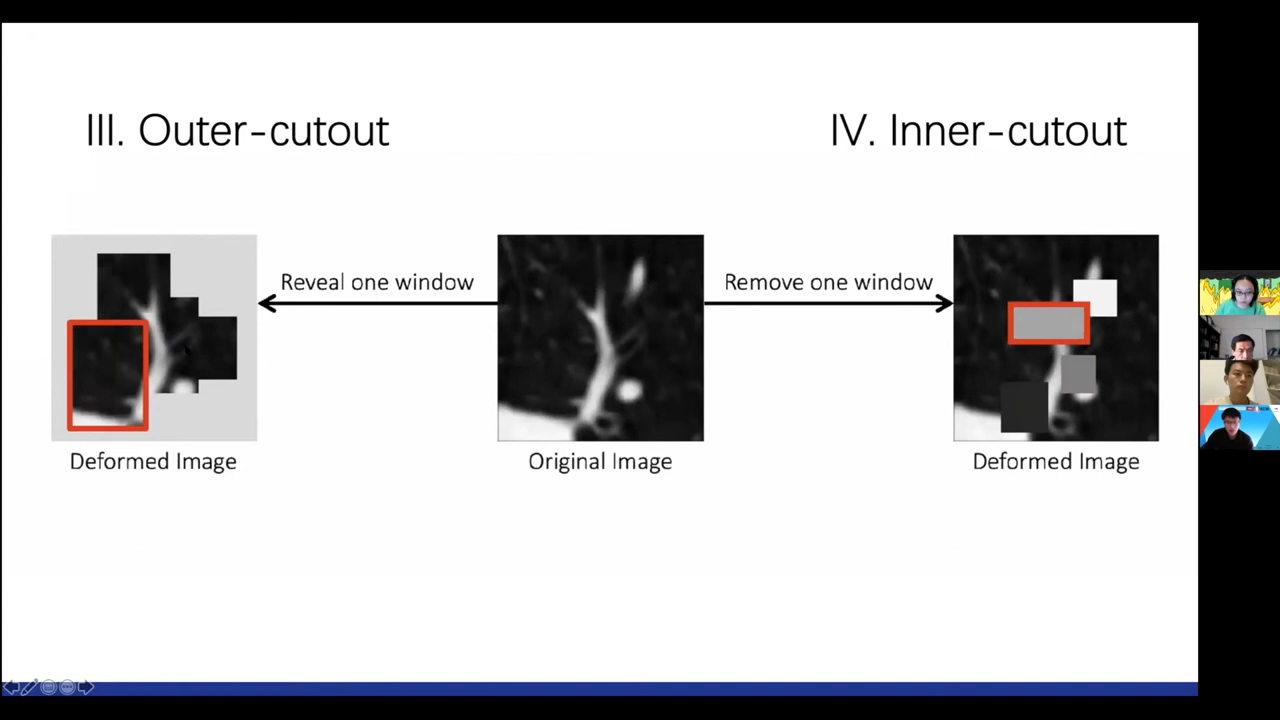 III. Outer-cutout
IV. Inner-cutout
Reveal one window
Remove one window
Deformed Image
Original Image
Deformed Image